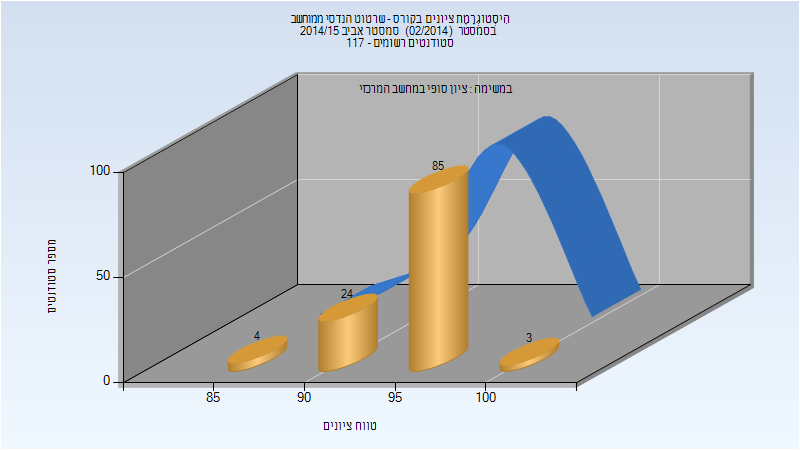 היסטוגרמת ציונים בקורס - שרטוט הנדסי ממוחשב
בסמסטר (02/2014) סמסטר אביב 2014/15
סטודנטים רשומים - 117
במשימה : ציון סופי במחשב המרכזי
מספר סטודנטים
100
50
0
4
24
85
3
85
90
95
100
טווח ציונים